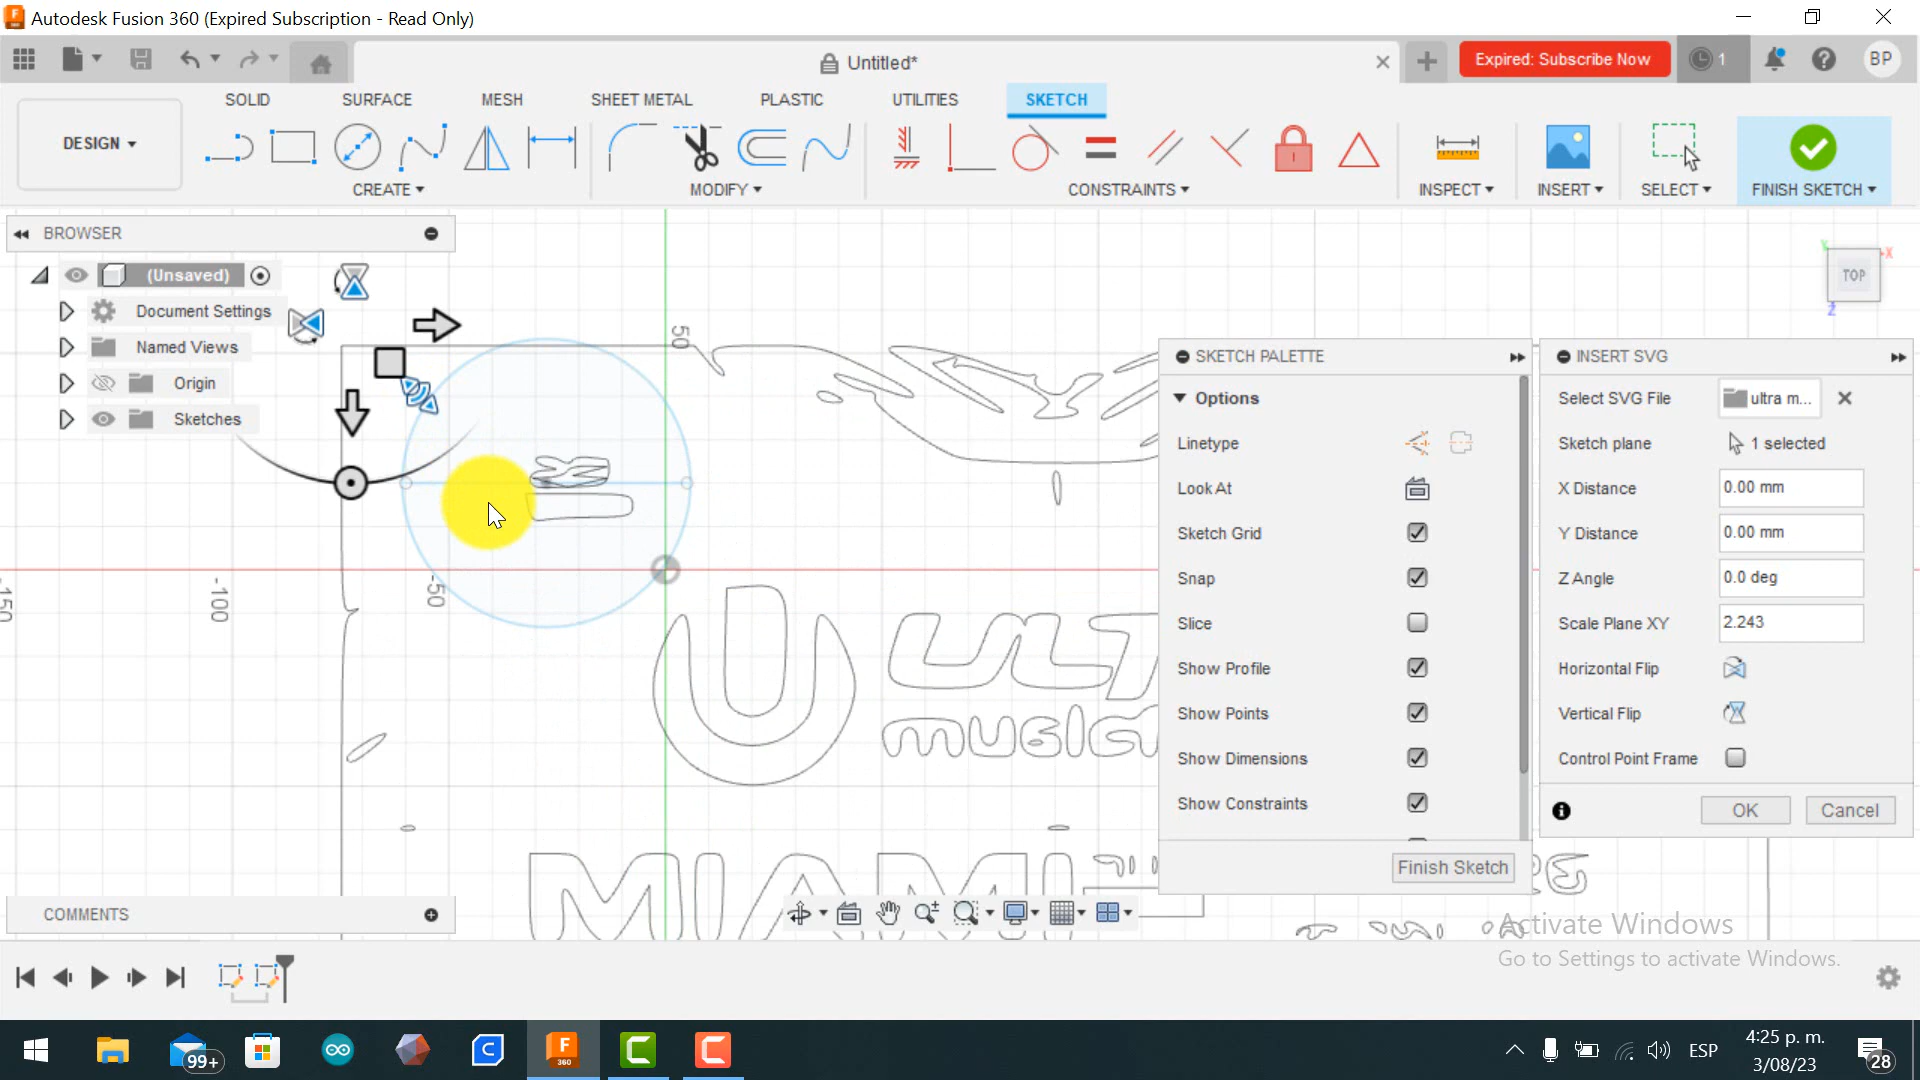 Autodesk Fusion 360 (Expired Subscription - Read Only)
Untitled*
Expired: Subscribe Now
1
BP
SOLID SURFACE MESH SHEET METAL PLASTIC UTILITIES SKETCH
DESIGN
CREATE MODIFY CONSTRAINTS INSPECT INSERT SELECT FINISH SKETCH
BROWSER
(Unsaved)
Document Settings
Named Views
Origin
Sketches
TOP
X
Y
Z
50
-50
-100
-150
SKETCH PALETTE
Options
Linetype
Look At
Sketch Grid
Snap
Slice
Show Profile
Show Points
Show Dimensions
Show Constraints
Finish Sketch
INSERT SVG
Select SVG File ultra m...
Sketch plane 1 selected
X Distance 0.00 mm
Y Distance 0.00 mm
Z Angle 0.0 deg
Scale Plane XY 2.243
Horizontal Flip
Vertical Flip
Control Point Frame
OK Cancel
U ULT
MUSIC
MIAMI
COMMENTS
Activate Windows
Go to Settings to activate Windows.
99+
F
360
ESP
4:25 p. m.
3/08/23
28